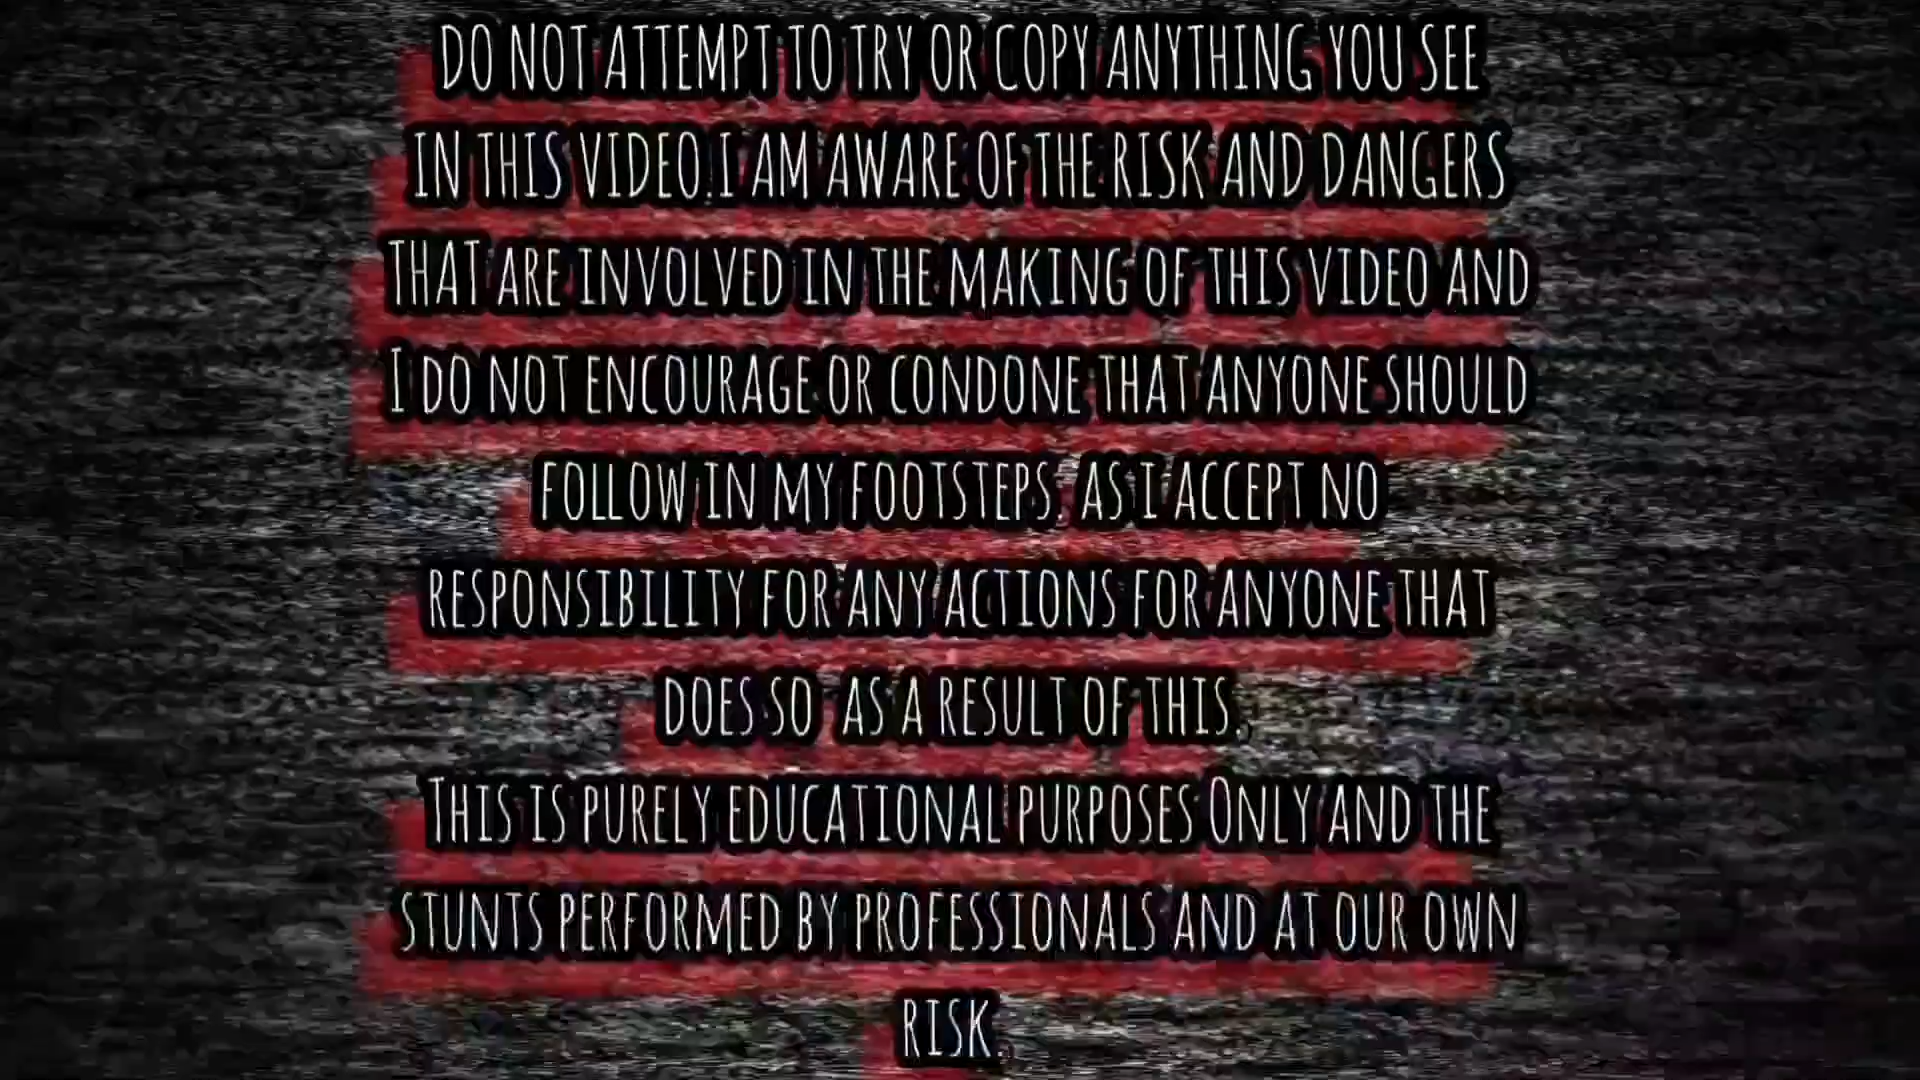 DO NOT ATTEMPT TO TRY OR COPY ANYTHING YOU SEE
IN THIS VIDEO.I AM AWARE OF THE RISK AND DANGERS
THAT ARE INVOLVED IN THE MAKING OF THIS VIDEO AND
I DO NOT ENCOURAGE OR CONDONE THAT ANYONE SHOULD
FOLLOW IN MY FOOTSTEPS. AS I ACCEPT NO
RESPONSIBILITY FOR ANY ACTIONS FOR ANYONE THAT
DOES SO AS A RESULT OF THIS.
THIS IS PURELY EDUCATIONAL PURPOSES ONLY AND THE
STUNTS PERFORMED BY PROFESSIONALS AND AT OUR OWN
RISK.